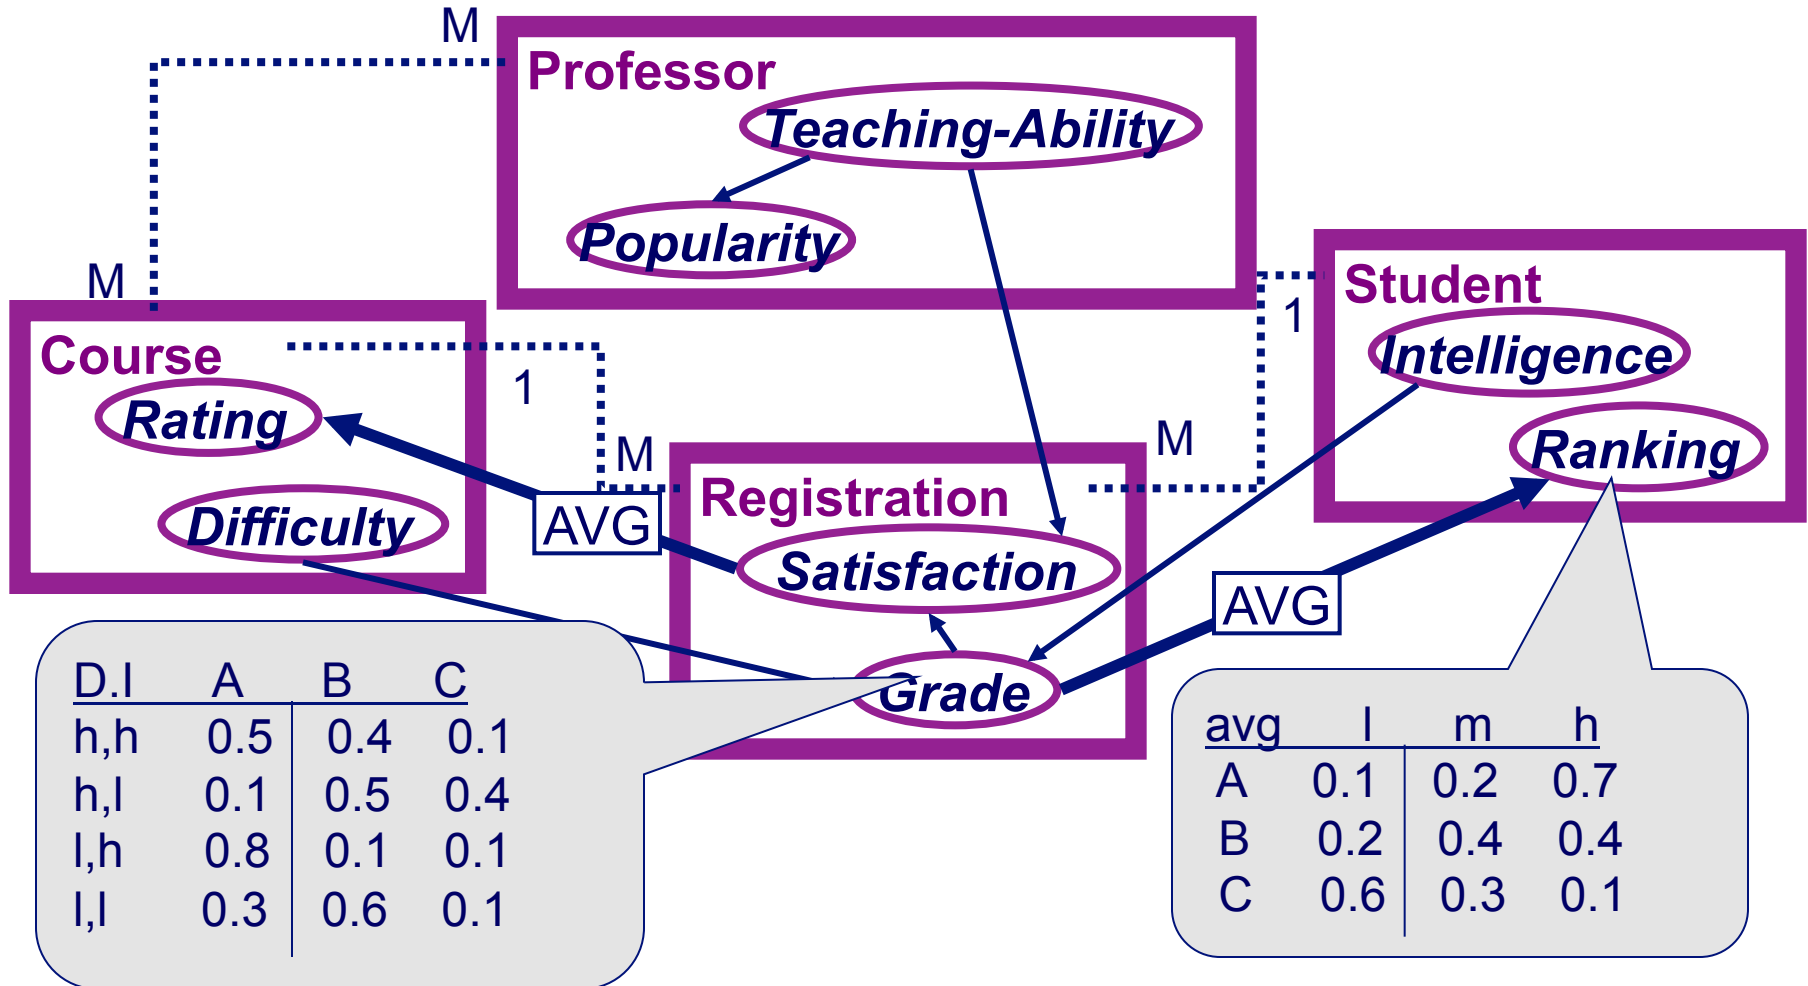 M
Professor
Teaching-Ability
Popularity
M
Student
1
Intelligence
Course
1
Rating
M
M
Ranking
Registration
Difficulty
AVG
Satisfaction
AVG
Grade
D.I A B C
h,h 0.5 0.4 0.1
h,l 0.1 0.5 0.4
l,h 0.8 0.1 0.1
l,l 0.3 0.6 0.1
avg l m h
A 0.1 0.2 0.7
B 0.2 0.4 0.4
C 0.6 0.3 0.1